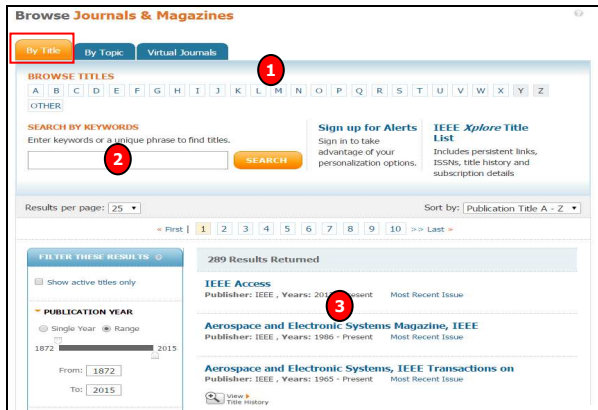 Browse Journals & Magazines
By Title By Topic Virtual Journals
1
BROWSE TITLES
A B C D E F G H I J K L M N O P Q R S T U V W X Y Z
OTHER
SEARCH BY KEYWORDS
Enter keywords or a unique phrase to find titles.
2
SEARCH
Sign up for Alerts
Sign in to take
advantage of your
personalization options.
IEEE Xplore Title
List
Includes persistent links,
ISSNs, title history and
subscription details
Results per page: 25
Sort by: Publication Title A - Z
« First | 1 2 3 4 5 6 7 8 9 10 >> Last »
FILTER THESE RESULTS
Show active titles only
PUBLICATION YEAR
Single Year Range
1872 2015
From: 1872
To: 2015
289 Results Returned
IEEE Access
Publisher: IEEE , Years: Present Most Recent Issue
3
Aerospace and Electronic Systems Magazine, IEEE
Publisher: IEEE , Years: 1986 - Present Most Recent Issue
Aerospace and Electronic Systems, IEEE Transactions on
Publisher: IEEE , Years: 1965 - Present Most Recent Issue
View
Title History